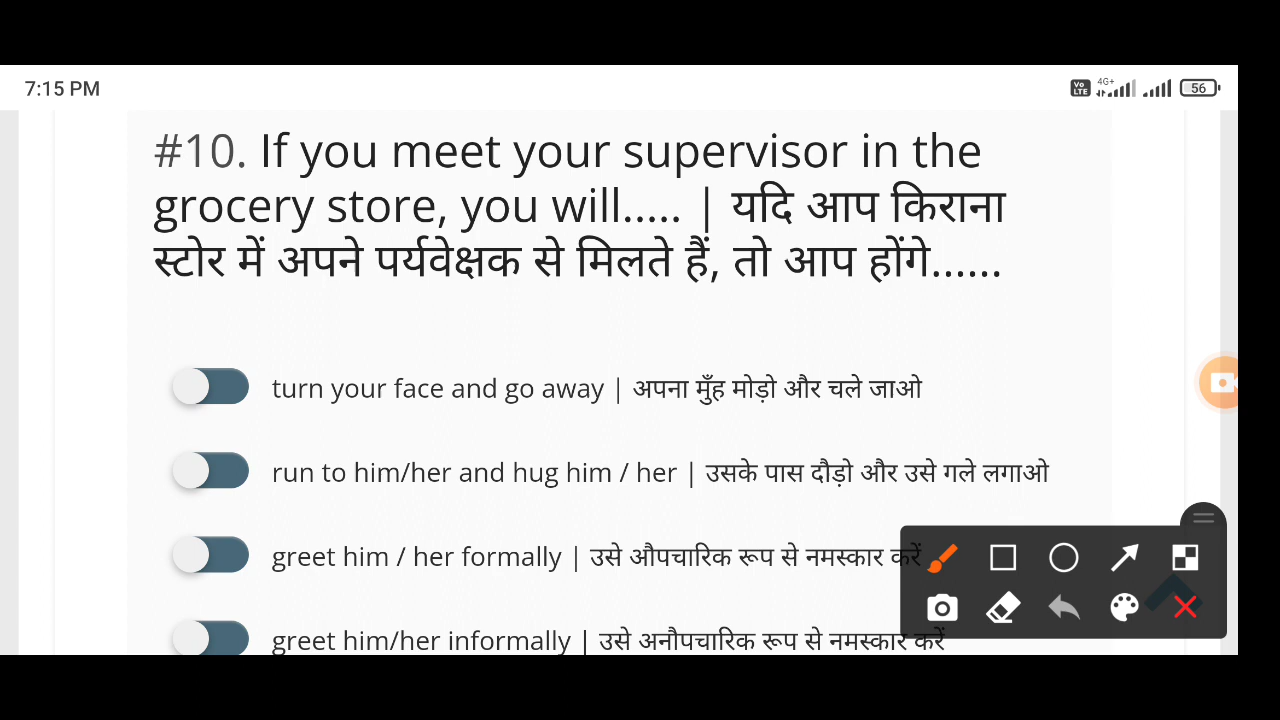 7:15 PM
Vo LTE 4G+ 56
#10. If you meet your supervisor in the
grocery store, you will..... | यदि आप किराना
स्टोर में अपने पर्यवेक्षक से मिलते हैं, तो आप होंगे......
turn your face and go away | अपना मुँह मोड़ो और चले जाओ
run to him/her and hug him / her | उसके पास दौड़ो और उसे गले लगाओ
greet him / her formally | उसे औपचारिक रूप से नमस्कार करें
greet him/her informally | उसे अनौपचारिक रूप से नमस्कार करें